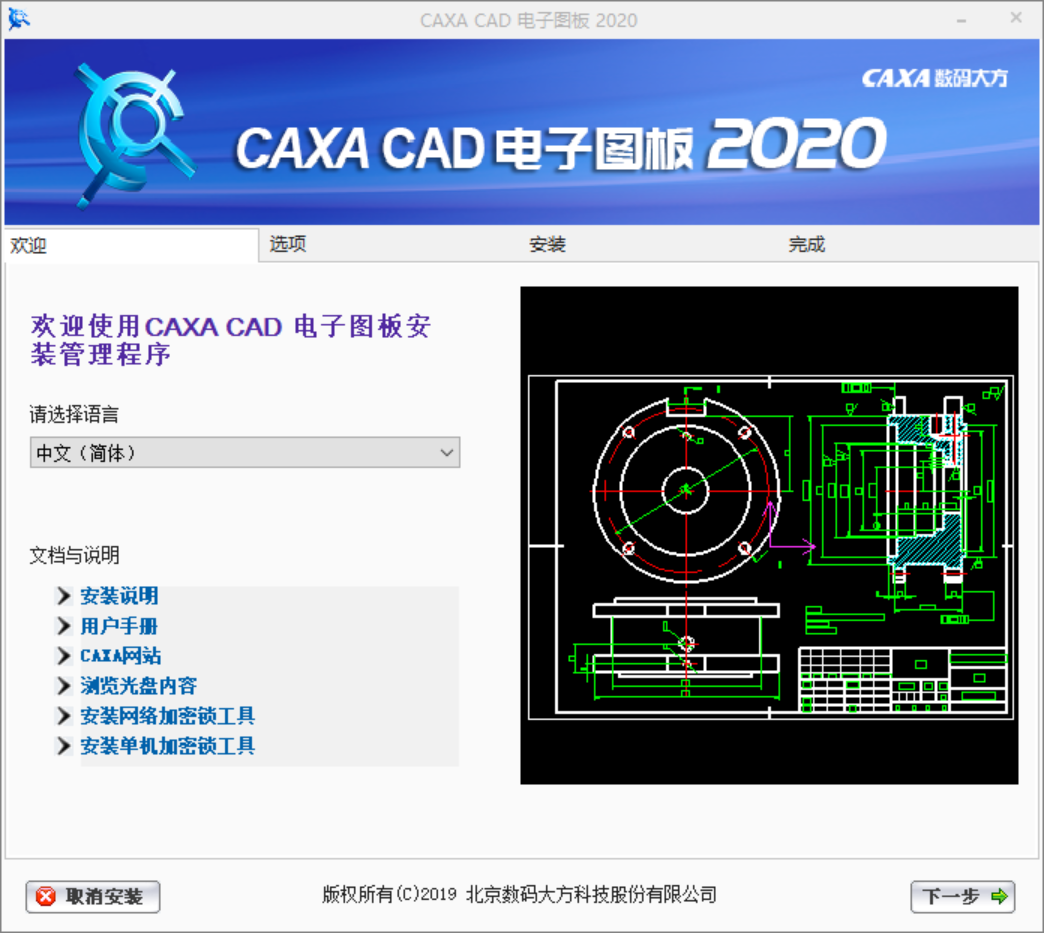 CAXA CAD 电子图板 2020
CAXA 数码大方
CAXA CAD 电子图板 2020
欢迎
选项
安装
完成
欢迎使用CAXA CAD 电子图板安
装管理程序
请选择语言
中文（简体）
文档与说明
安装说明
用户手册
CAXA网站
浏览光盘内容
安装网络加密锁工具
安装单机加密锁工具
取消安装
版权所有(C)2019 北京数码大方科技股份有限公司
下一步